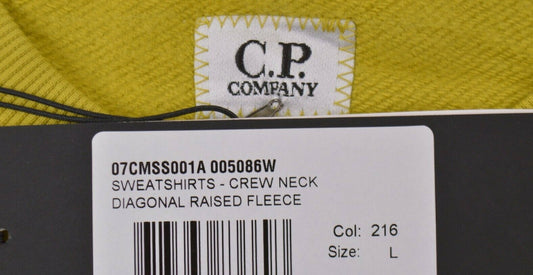 C.P.
COMPANY
07CMSS001A 005086W
SWEATSHIRTS - CREW NECK
DIAGONAL RAISED FLEECE
Col: 216
Size: L